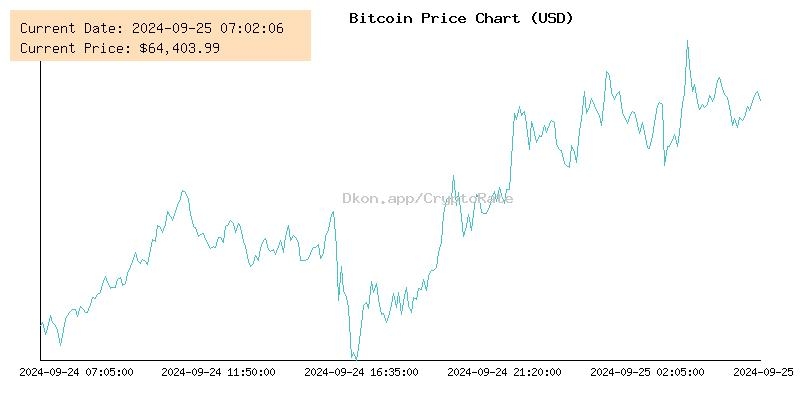 Bitcoin Price Chart (USD)
Current Date: 2024-09-25 07:02:06
Current Price: $64,403.99
Dkon.app/CryptoRate
2024-09-24 07:05:00 2024-09-24 11:50:00 2024-09-24 16:35:00 2024-09-24 21:20:00 2024-09-25 02:05:00 2024-09-25